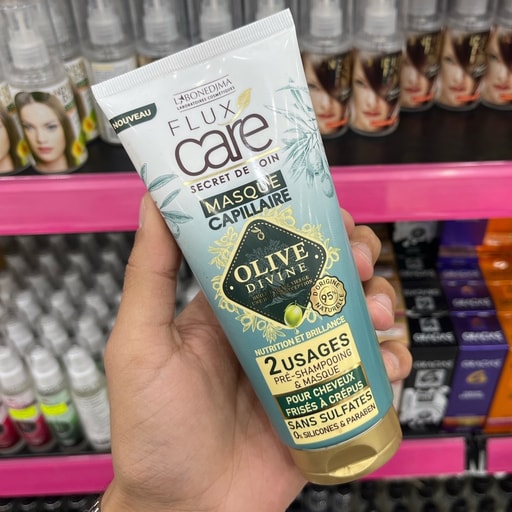 NOUVEAU
LABONEDIMA
LABORATOIRES COSMETIQUES
FLUX
care
SECRET DE SOIN
MASQUE
CAPILLAIRE
OLIVE
DIVINE
D'ORIGINE
95%
NATURELLE
NUTRITION ET BRILLANCE
2 USAGES
PRÉ-SHAMPOOING
& MASQUE
POUR CHEVEUX
FRISÉS À CRÉPUS
SANS SULFATES
0% SILICONES & PARABEN